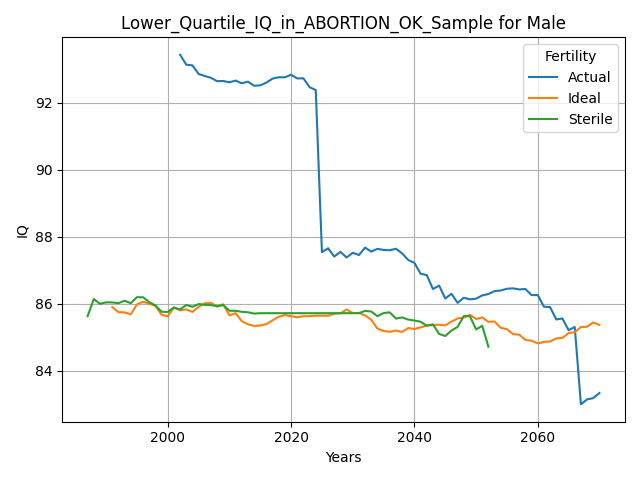 Lower_Quartile_IQ_in_ABORTION_OK_Sample for Male
Fertility
Actual
Ideal
Sterile
IQ
92
90
88
86
84
2000
2020
2040
2060
Years